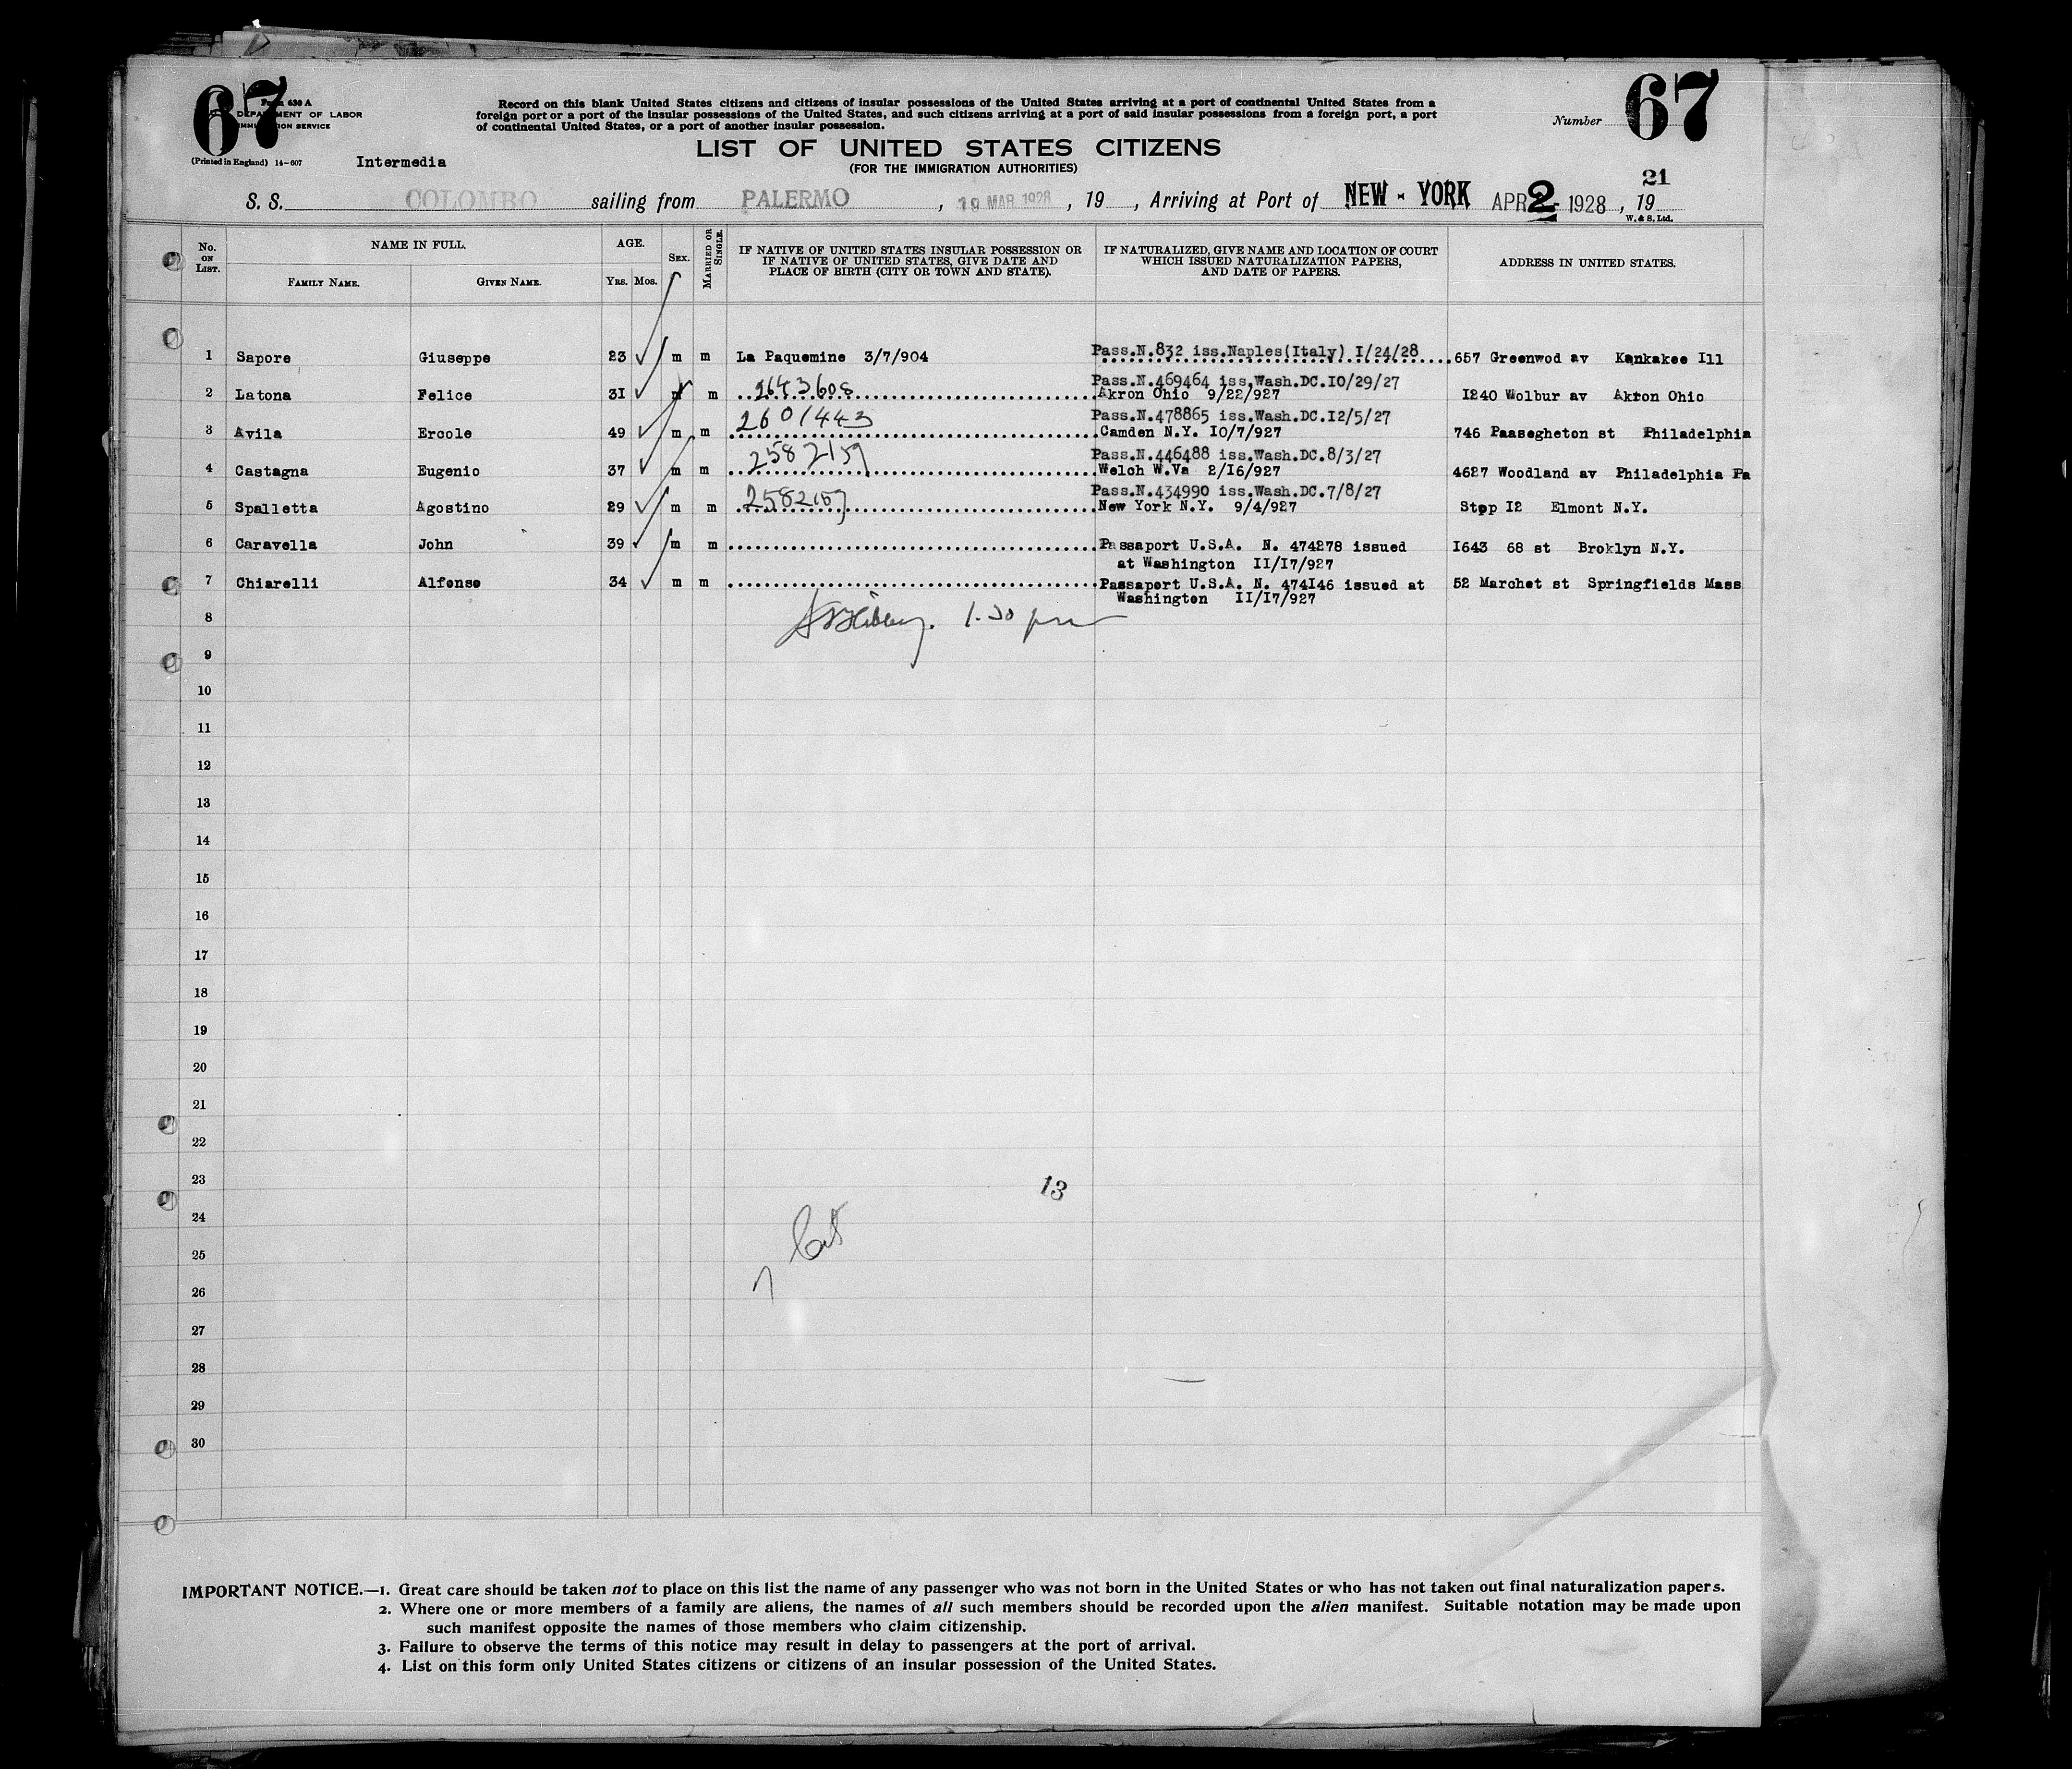 67
Form 630 A
DEPARTMENT OF LABOR
IMMIGRATION SERVICE
(Printed in England) 14-607
Intermedia
Record on this blank United States citizens and citizens of insular possessions of the United States arriving at a port of continental United States from a
foreign port or a port of the insular possessions of the United States, and such citizens arriving at a port of said insular possessions from a foreign port, a port
of continental United States, or a port of another insular possession.
LIST OF UNITED STATES CITIZENS
(FOR THE IMMIGRATION AUTHORITIES)
Number 67
21
S. S. COLOMBO sailing from PALERMO, 19 MAR 1928, 19 , Arriving at Port of NEW - YORK APR 2 - 1928, 19
W. & S. Ltd.
No. ON LIST. NAME IN FULL. FAMILY NAME. GIVEN NAME. AGE. YRS. MOS. SEX. MARRIED OR SINGLE.
IF NATIVE OF UNITED STATES INSULAR POSSESSION OR
IF NATIVE OF UNITED STATES, GIVE DATE AND
PLACE OF BIRTH (CITY OR TOWN AND STATE).
IF NATURALIZED, GIVE NAME AND LOCATION OF COURT
WHICH ISSUED NATURALIZATION PAPERS,
AND DATE OF PAPERS.
ADDRESS IN UNITED STATES.
1 Sapore Giuseppe 23 m m La Paquemine 3/7/904 Pass.N.832 iss.Naples(Italy) I/24/28 657 Greenwod av Kankakee Ill
Pass.N.469464 iss.Wash.DC.I0/29/27
2 Latona Felice 3I m m 2643608 Akron Ohio 9/22/927 I240 Wolbur av Akron Ohio
Pass.N.478865 iss.Wash.DC.I2/5/27
3 Avila Ercole 49 m m 2601443 Camden N.Y. I0/7/927 746 Paasegheton st Philadelphia
Pass.N.446488 iss.Wash.DC.8/3/27
4 Castagna Eugenio 37 m m 2582159 Welch W.Va 2/I6/927 4627 Woodland av Philadelphia Pa
Pass.N.434990 iss.Wash.DC.7/8/27
5 Spalletta Agostino 29 m m 2582159 New York N.Y. 9/4/927 Stop I2 Elmont N.Y.
6 Caravella John 39 m m Passaport U.S.A. N. 474278 issued I643 68 st Broklyn N.Y.
at Washington II/I7/927
7 Chiarelli Alfonso 34 m m Passaport U.S.A. N. 474I46 issued at 52 Marchet st Springfields Mass
Washington II/I7/927
8 1.30 pm
9
10
11
12
13
14
15
16
17
18
19
20
21
22
23
13
24
25
26
27
28
29
30
IMPORTANT NOTICE.—1. Great care should be taken not to place on this list the name of any passenger who was not born in the United States or who has not taken out final naturalization papers.
2. Where one or more members of a family are aliens, the names of all such members should be recorded upon the alien manifest. Suitable notation may be made upon
such manifest opposite the names of those members who claim citizenship.
3. Failure to observe the terms of this notice may result in delay to passengers at the port of arrival.
4. List on this form only United States citizens or citizens of an insular possession of the United States.